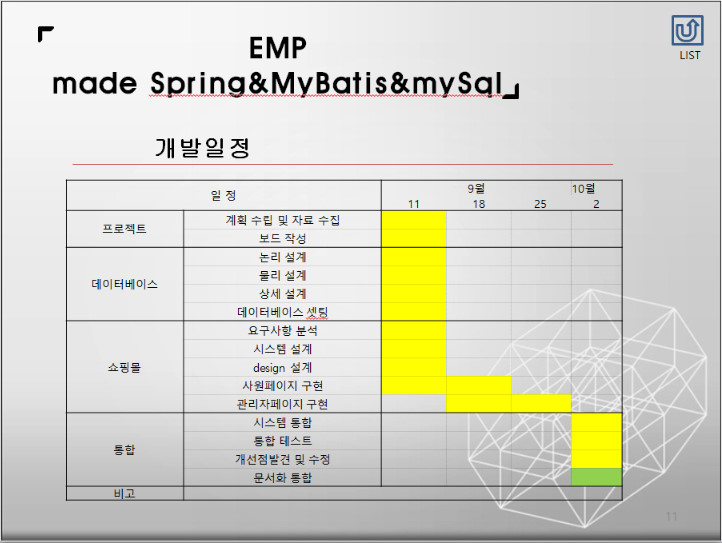 EMP
made Spring&MyBatis&mySql
LIST
개발일정
일 정
9월 10월
11 18 25 2
프로젝트
계획 수립 및 자료 수집
보드 작성
데이터베이스
논리 설계
물리 설계
상세 설계
데이터베이스 셋팅
쇼핑몰
요구사항 분석
시스템 설계
design 설계
사원페이지 구현
관리자페이지 구현
통합
시스템 통합
통합 테스트
개선점발견 및 수정
문서화 통합
비고
11